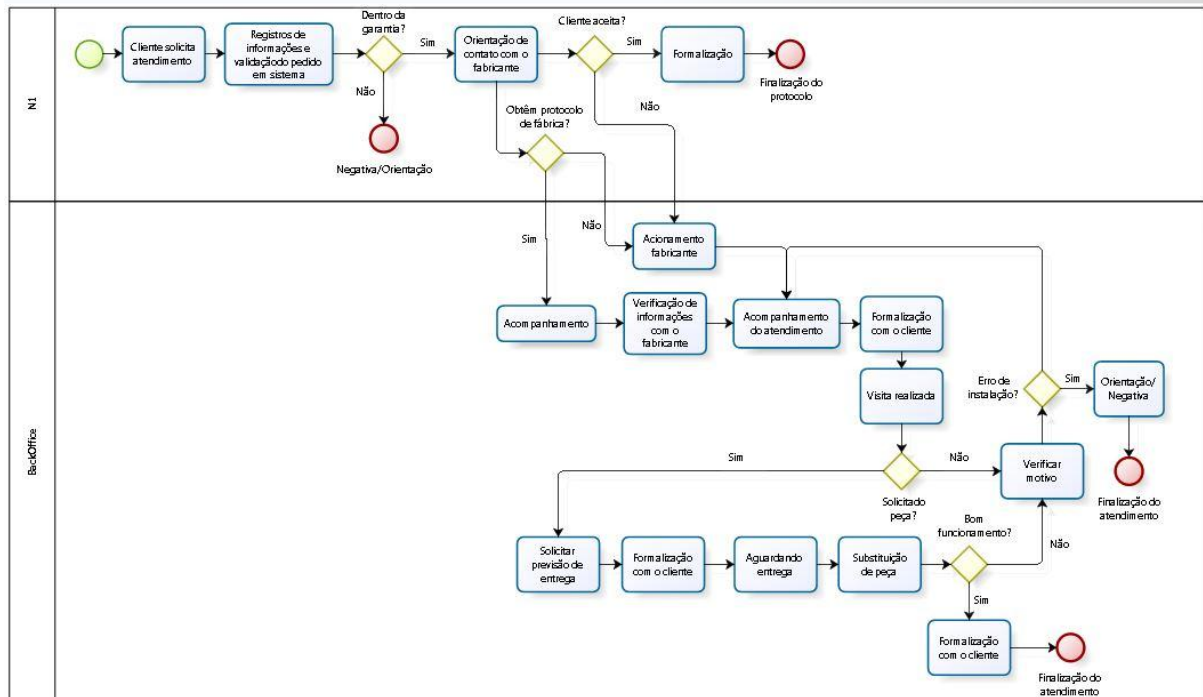 N1
Cliente solicita
atendimento
Registros de
informações e
validaçãodo pedido
em sistema
Dentro da
garantia?
Sim
Não
Negativa/Orientação
Orientação de
contato com o
fabricante
Cliente aceita?
Sim
Formalização
Finalização do
protocolo
Não
Obtêm protocolo
de fábrica?
BackOffice
Sim
Não
Acionamento
fabricante
Acompanhamento
Verificação de
informações
com o
fabricante
Acompanhamento
do atendimento
Formalização
com o cliente
Visita realizada
Erro de
instalação?
Sim
Orientação/
Negativa
Finalização do
atendimento
Sim
Solicitado
peça?
Não
Verificar
motivo
Solicitar
previsão de
entrega
Formalização
com o cliente
Aguardando
entrega
Substituição
de peça
Bom
funcionamento?
Não
Sim
Formalização
com o cliente
Finalização do
atendimento